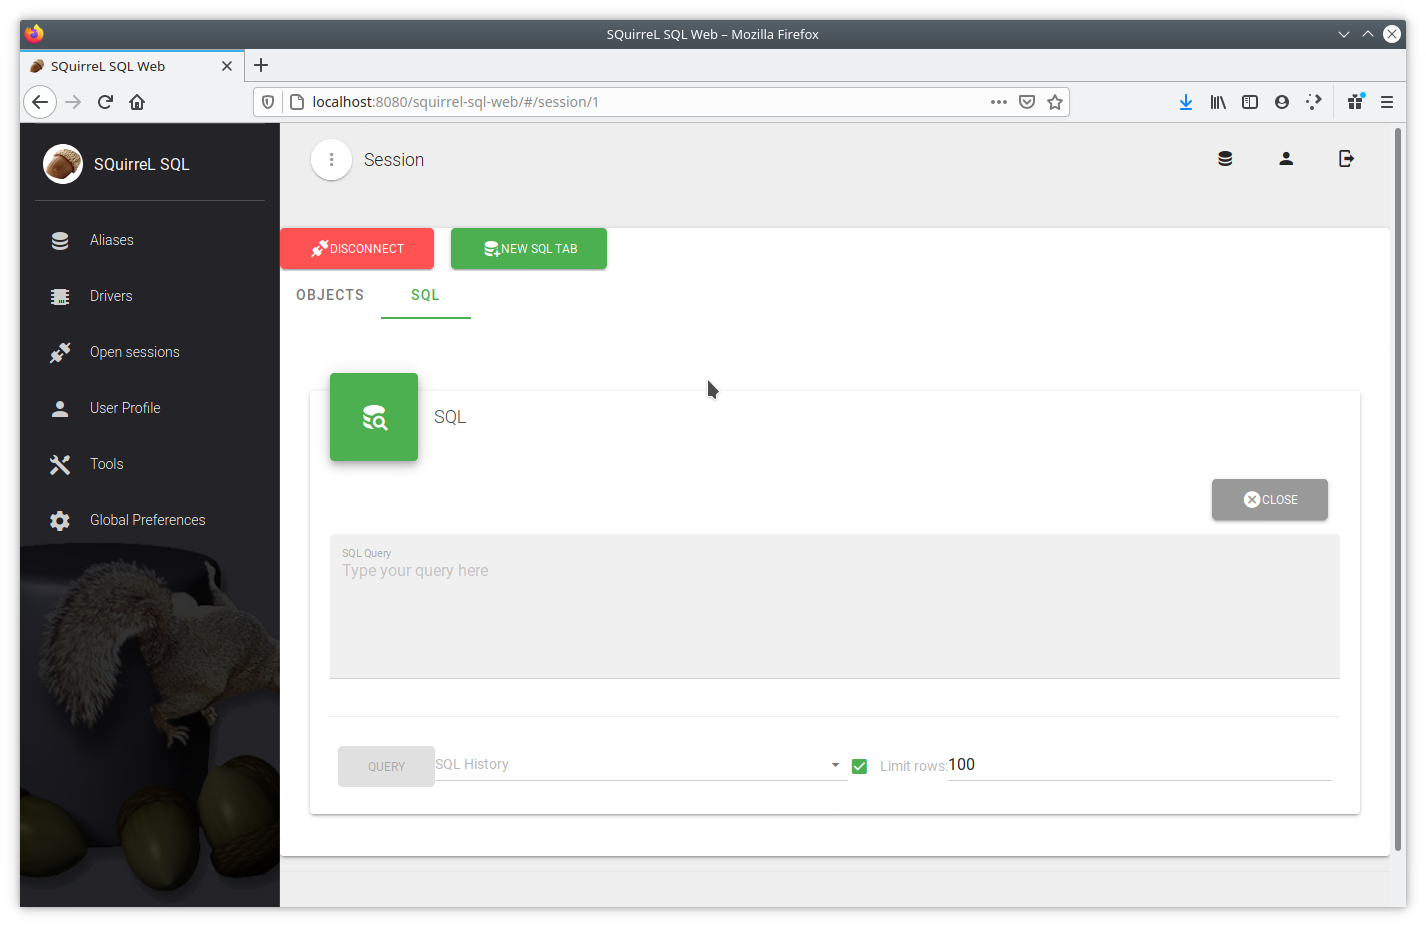 SQuirreL SQL Web – Mozilla Firefox
SQuirreL SQL Web
localhost:8080/squirrel-sql-web/#/session/1
SQuirreL SQL
Session
Aliases
Drivers
Open sessions
User Profile
Tools
Global Preferences
DISCONNECT
NEW SQL TAB
OBJECTS
SQL
SQL
CLOSE
SQL Query
Type your query here
QUERY
SQL History
Limit rows:
100